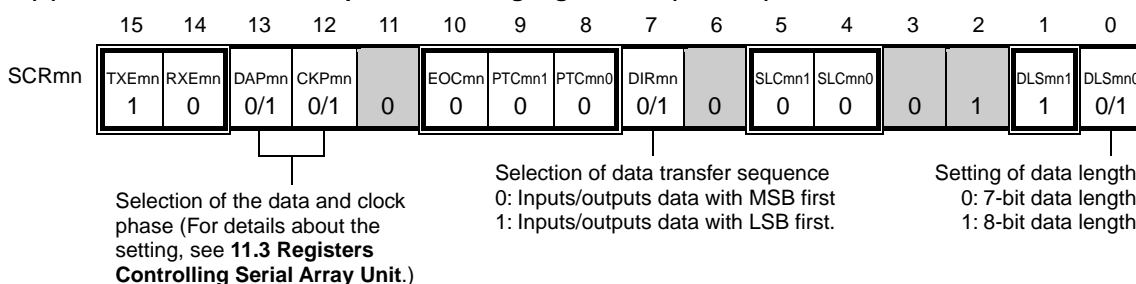 15 14 13 12 11 10 9 8 7 6 5 4 3 2 1 0
SCRmn
TXEmn RXEmn DAPmn CKPmn EOCmn PTCmn1 PTCmn0 DIRmn SLCmn1 SLCmn0 DLSmn1 DLSmn0
1 0 0/1 0/1 0 0 0 0 0/1 0 0 0 0 1 1 0/1
Selection of the data and clock
phase (For details about the
setting, see 11.3 Registers
Controlling Serial Array Unit.)
Selection of data transfer sequence
0: Inputs/outputs data with MSB first
1: Inputs/outputs data with LSB first.
Setting of data length
0: 7-bit data length
1: 8-bit data length